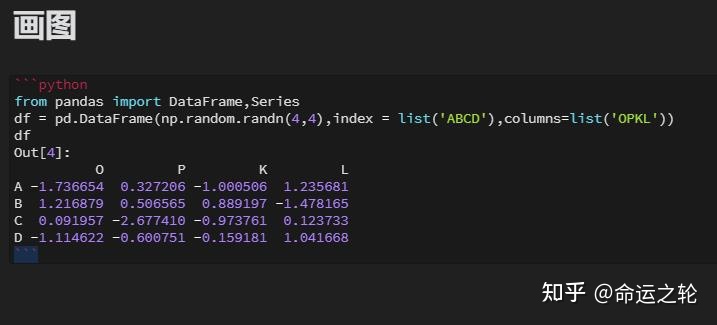 画图
```python
from pandas import DataFrame,Series
df = pd.DataFrame(np.random.randn(4,4),index = list('ABCD'),columns=list('OPKL'))
df
Out[4]:
          O         P         K         L
A -1.736654  0.327206 -1.000506  1.235681
B  1.216879  0.506565  0.889197 -1.478165
C  0.091957 -2.677410 -0.973761  0.123733
D -1.114622 -0.600751 -0.159181  1.041668
```
知乎 @命运之轮